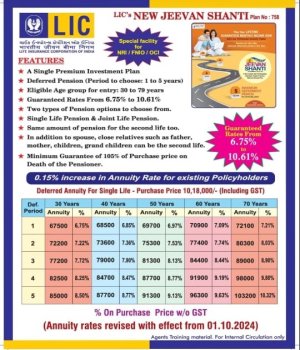 LIC
भारतीय जीवन बीमा निगम
LIFE INSURANCE CORPORATION OF INDIA
LIC's NEW JEEVAN SHANTI Plan No : 758
Special facility
for
NRI / FNIO / OCI
FEATURES
A Single Premium Investment Plan
Deferred Pension (Period to choose: 1 to 5 years)
Eligible Age group for entry: 30 to 79 years
Guaranteed Rates From 6.75% to 10.61%
Two types of Pension options to choose from.
Single Life Pension & Joint Life Pension.
Same amount of pension for the second life too.
In addition to spouse, close relatives such as father,
mother, children, grand children can be the second life.
Minimum Guarantee of 105% of Purchase price to
Death of the Pensioner.
JEEVAN
SHANTI
Guaranteed
Rates From
6.75%
to
10.61%
0.15% increase in Annuity Rate for existing Policyholders
Deferred Annuity For Single Life - Purchase Price 10,18,000/- (Including GST)
Def. Period 30 Years 40 Years 50 Years 60 Years 70 Years
Annuity % Annuity % Annuity % Annuity % Annuity %
1 67500 6.75% 68500 6.85% 69700 6.97% 70900 7.09% 72100 7.21%
2 72200 7.22% 73600 7.36% 75300 7.53% 77400 7.74% 80300 8.03%
3 77200 7.72% 79000 7.90% 81300 8.13% 84400 8.44% 89000 8.90%
4 82500 8.25% 84700 8.47% 87700 8.77% 91900 9.19% 98000 9.80%
5 85000 8.50% 87700 8.77% 91300 9.13% 96300 9.63% 103200 10.32%
% On Purchase Price w/o GST
(Annuity rates revised with effect from 01.10.2024)
Agents Training material. For Internal Circulation only